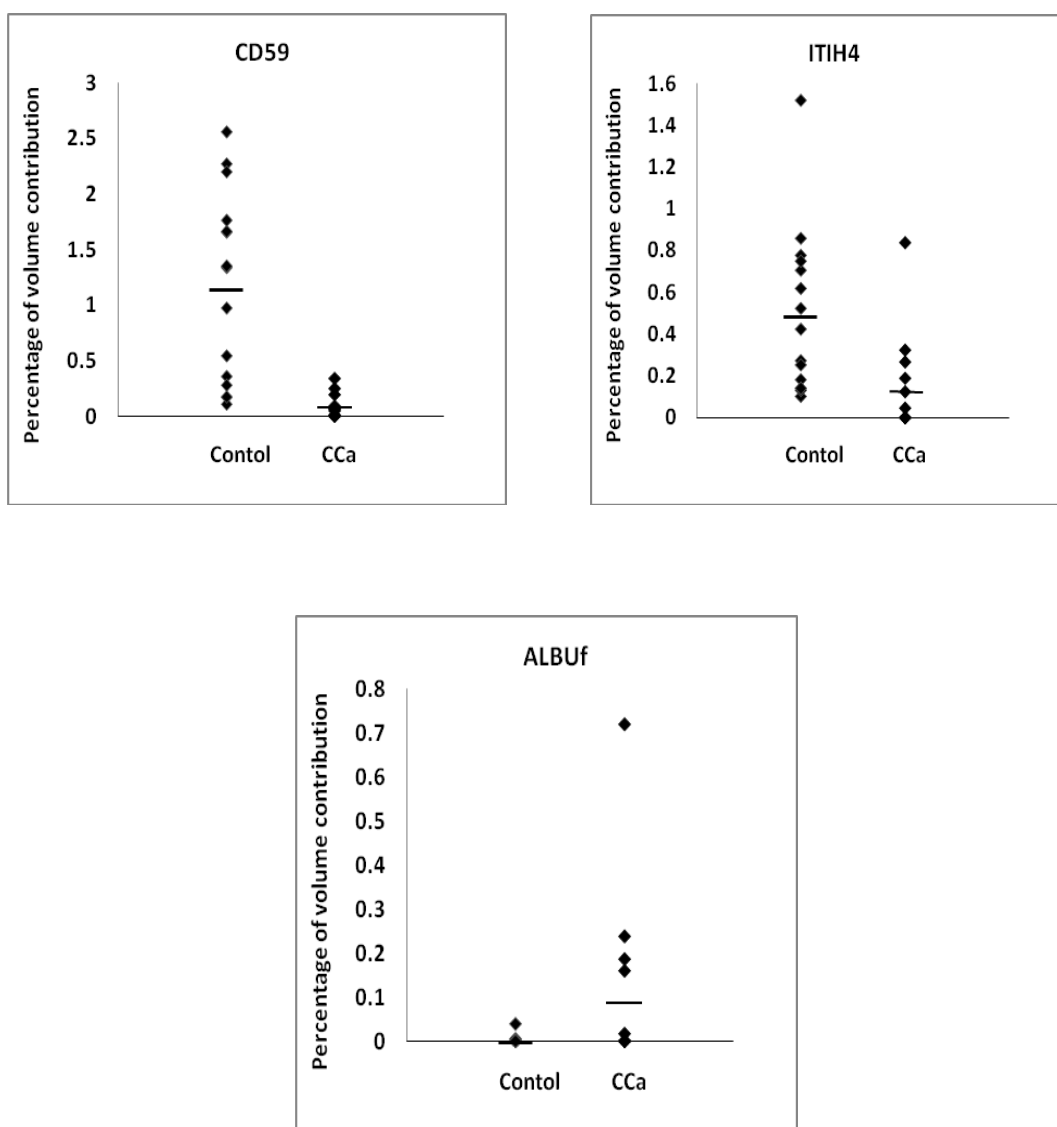 CD59
Percentage of volume contribution
3
2.5
2
1.5
1
0.5
0
Contol CCa
ITIH4
Percentage of volume contribution
1.6
1.4
1.2
1
0.8
0.6
0.4
0.2
0
Contol CCa
ALBUf
Percentage of volume contribution
0.8
0.7
0.6
0.5
0.4
0.3
0.2
0.1
0
Contol CCa